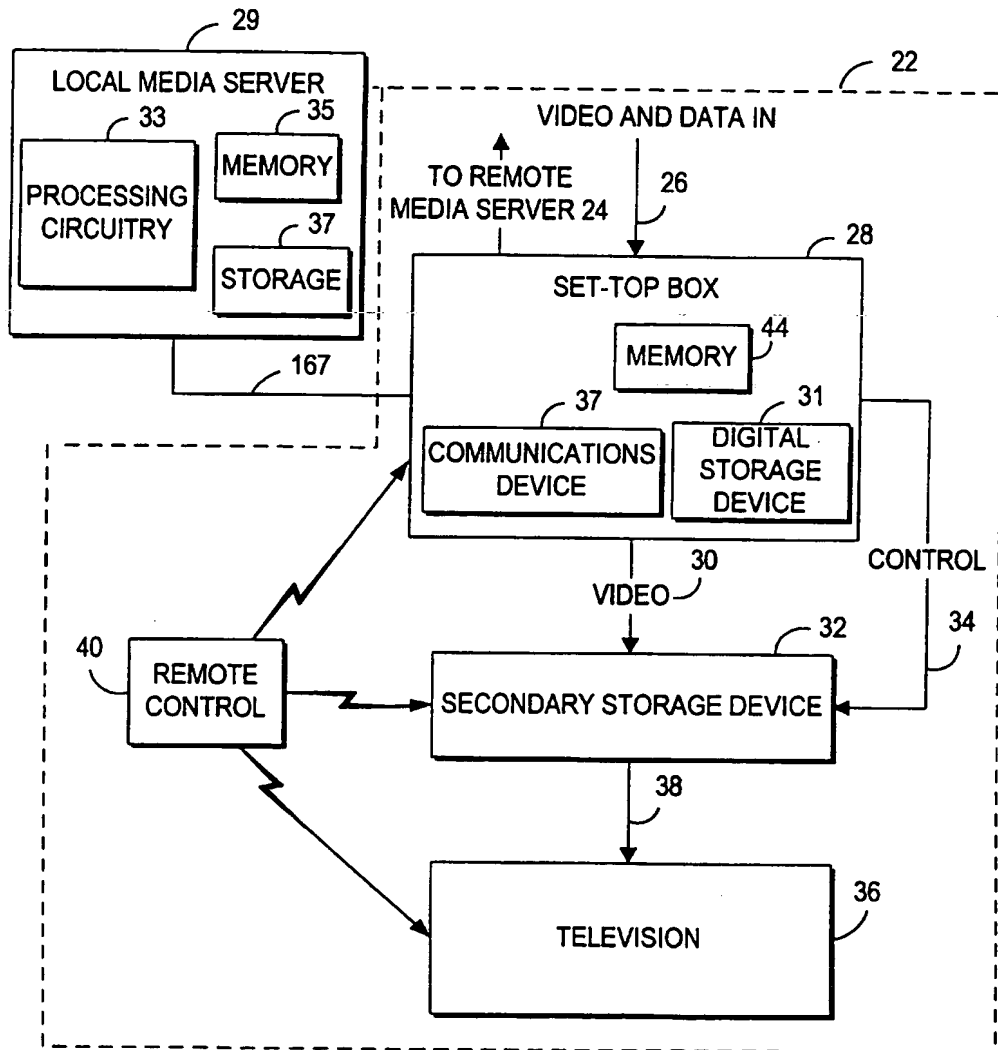 29
LOCAL MEDIA SERVER
33
35
PROCESSING
CIRCUITRY
MEMORY
37
STORAGE
22
VIDEO AND DATA IN
TO REMOTE
MEDIA SERVER 24
26
28
SET-TOP BOX
MEMORY
44
167
37
COMMUNICATIONS
DEVICE
31
DIGITAL
STORAGE
DEVICE
CONTROL
VIDEO
30
34
40
REMOTE
CONTROL
32
SECONDARY STORAGE DEVICE
38
36
TELEVISION